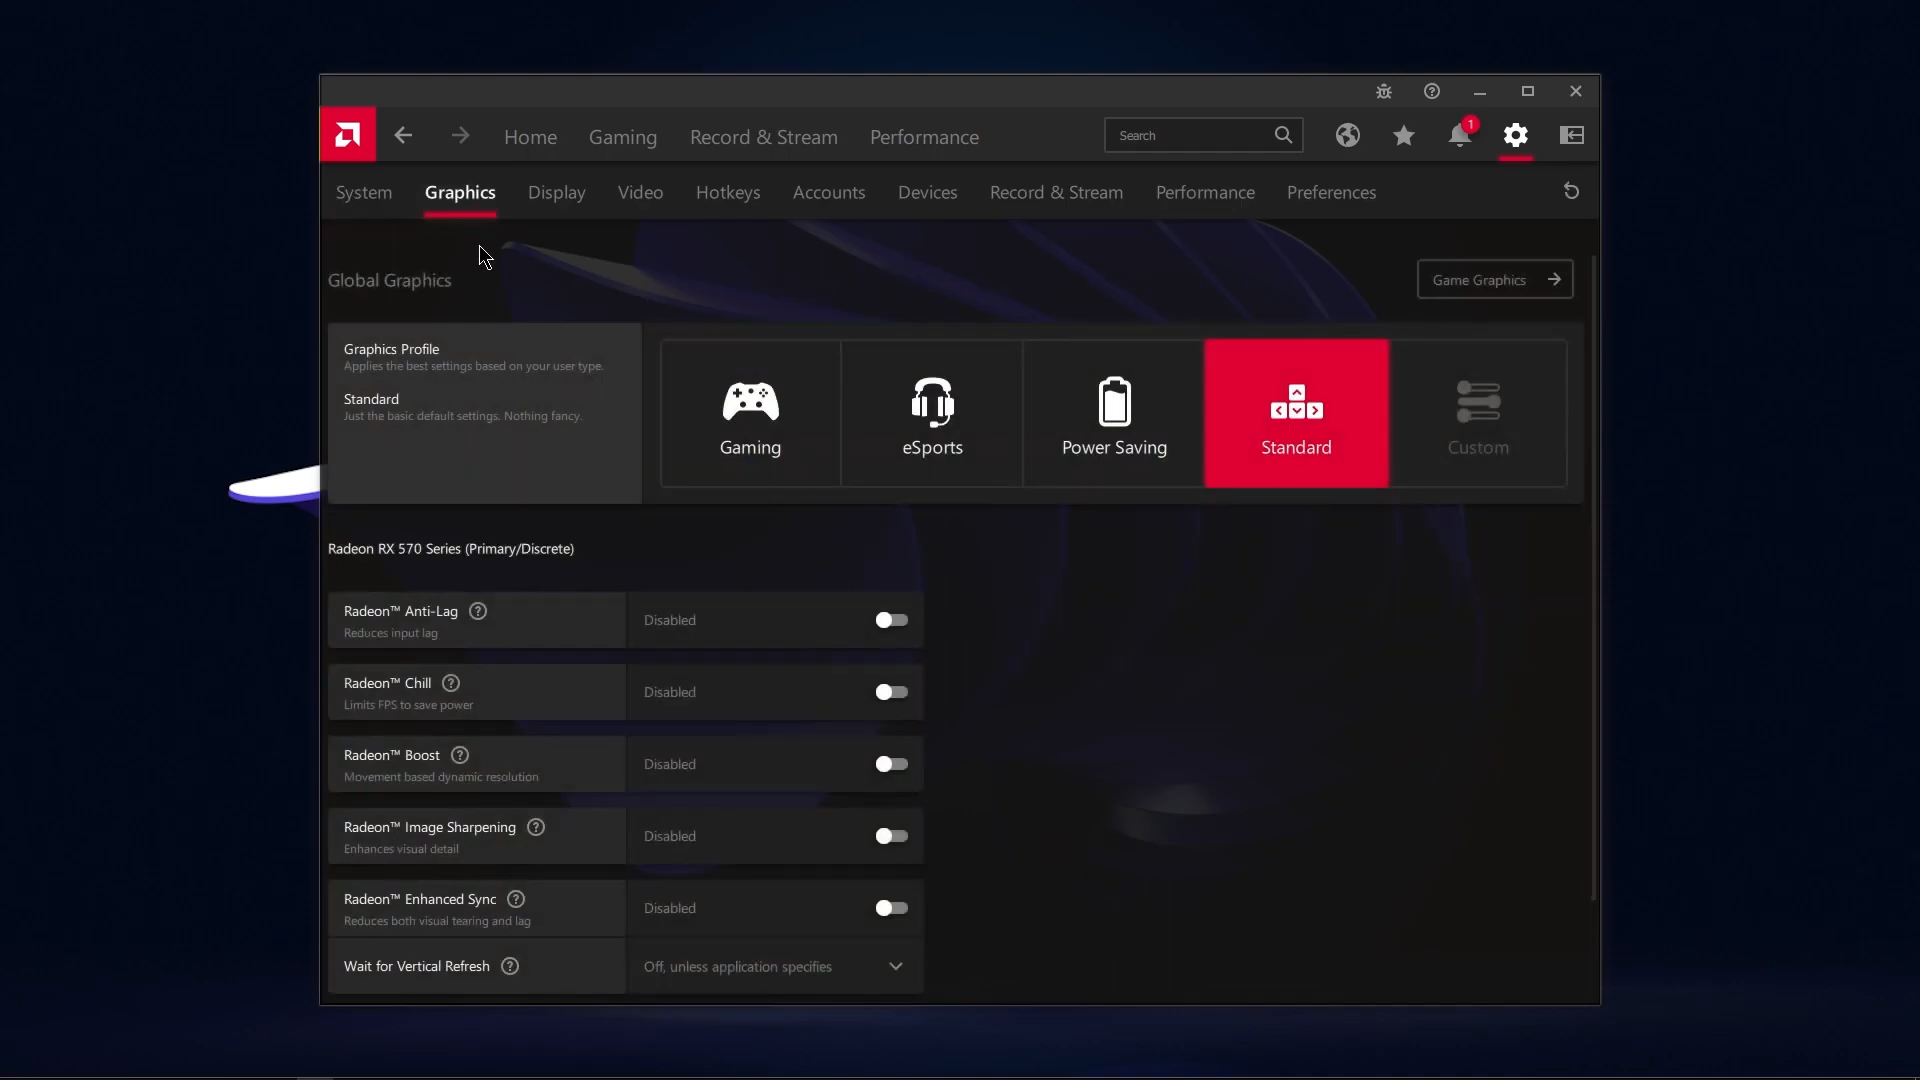 Home
Gaming
Record & Stream
Performance
Search
1
System
Graphics
Display
Video
Hotkeys
Accounts
Devices
Record & Stream
Performance
Preferences
Global Graphics
Game Graphics
Graphics Profile
Applies the best settings based on your user type.
Standard
Just the basic default settings. Nothing fancy.
Gaming
eSports
Power Saving
Standard
Custom
Radeon RX 570 Series (Primary/Discrete)
Radeon™ Anti-Lag
Reduces input lag
Disabled
Radeon™ Chill
Limits FPS to save power
Disabled
Radeon™ Boost
Movement based dynamic resolution
Disabled
Radeon™ Image Sharpening
Enhances visual detail
Disabled
Radeon™ Enhanced Sync
Reduces both visual tearing and lag
Disabled
Wait for Vertical Refresh
Off, unless application specifies